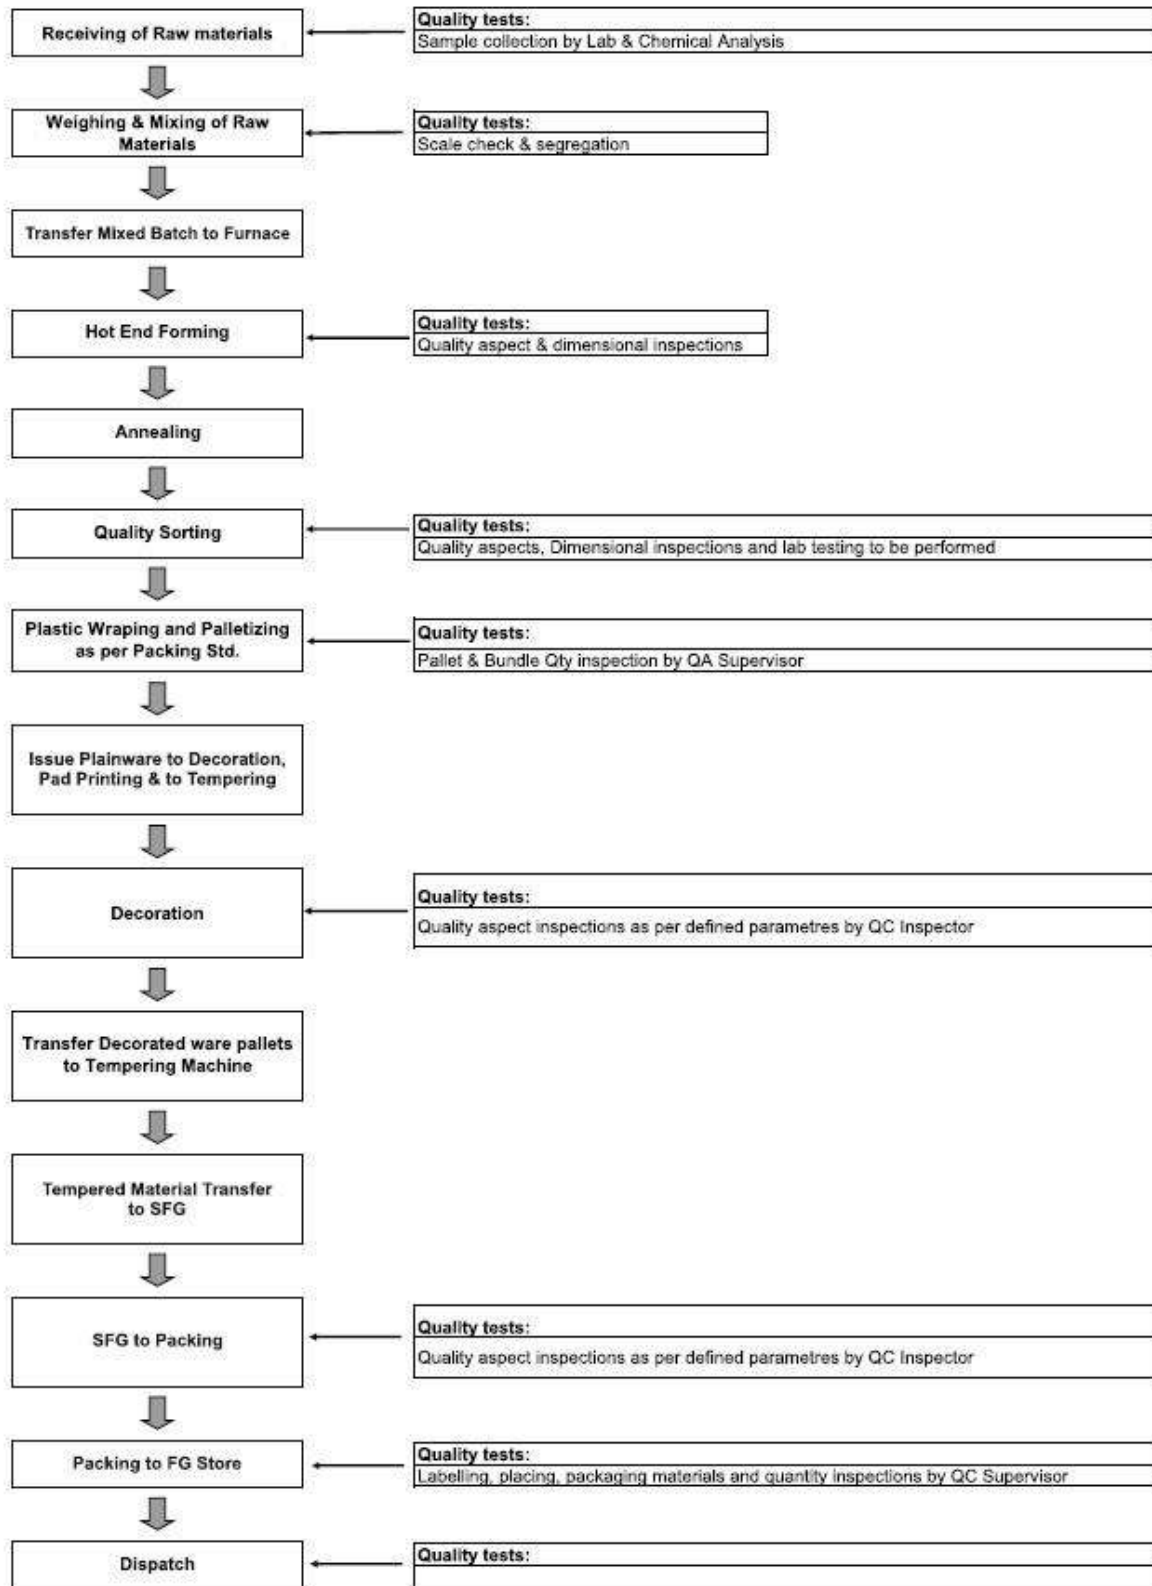 Receiving of Raw materials
Quality tests:
Sample collection by Lab & Chemical Analysis
Weighing & Mixing of Raw
Materials
Quality tests:
Scale check & segregation
Transfer Mixed Batch to Furnace
Hot End Forming
Quality tests:
Quality aspect & dimensional inspections
Annealing
Quality Sorting
Quality tests:
Quality aspects, Dimensional inspections and lab testing to be performed
Plastic Wraping and Palletizing
as per Packing Std.
Quality tests:
Pallet & Bundle Qty inspection by QA Supervisor
Issue Plainware to Decoration,
Pad Printing & to Tempering
Decoration
Quality tests:
Quality aspect inspections as per defined parametres by QC Inspector
Transfer Decorated ware pallets
to Tempering Machine
Tempered Material Transfer
to SFG
SFG to Packing
Quality tests:
Quality aspect inspections as per defined parametres by QC Inspector
Packing to FG Store
Quality tests:
Labelling, placing, packaging materials and quantity inspections by QC Supervisor
Dispatch
Quality tests: